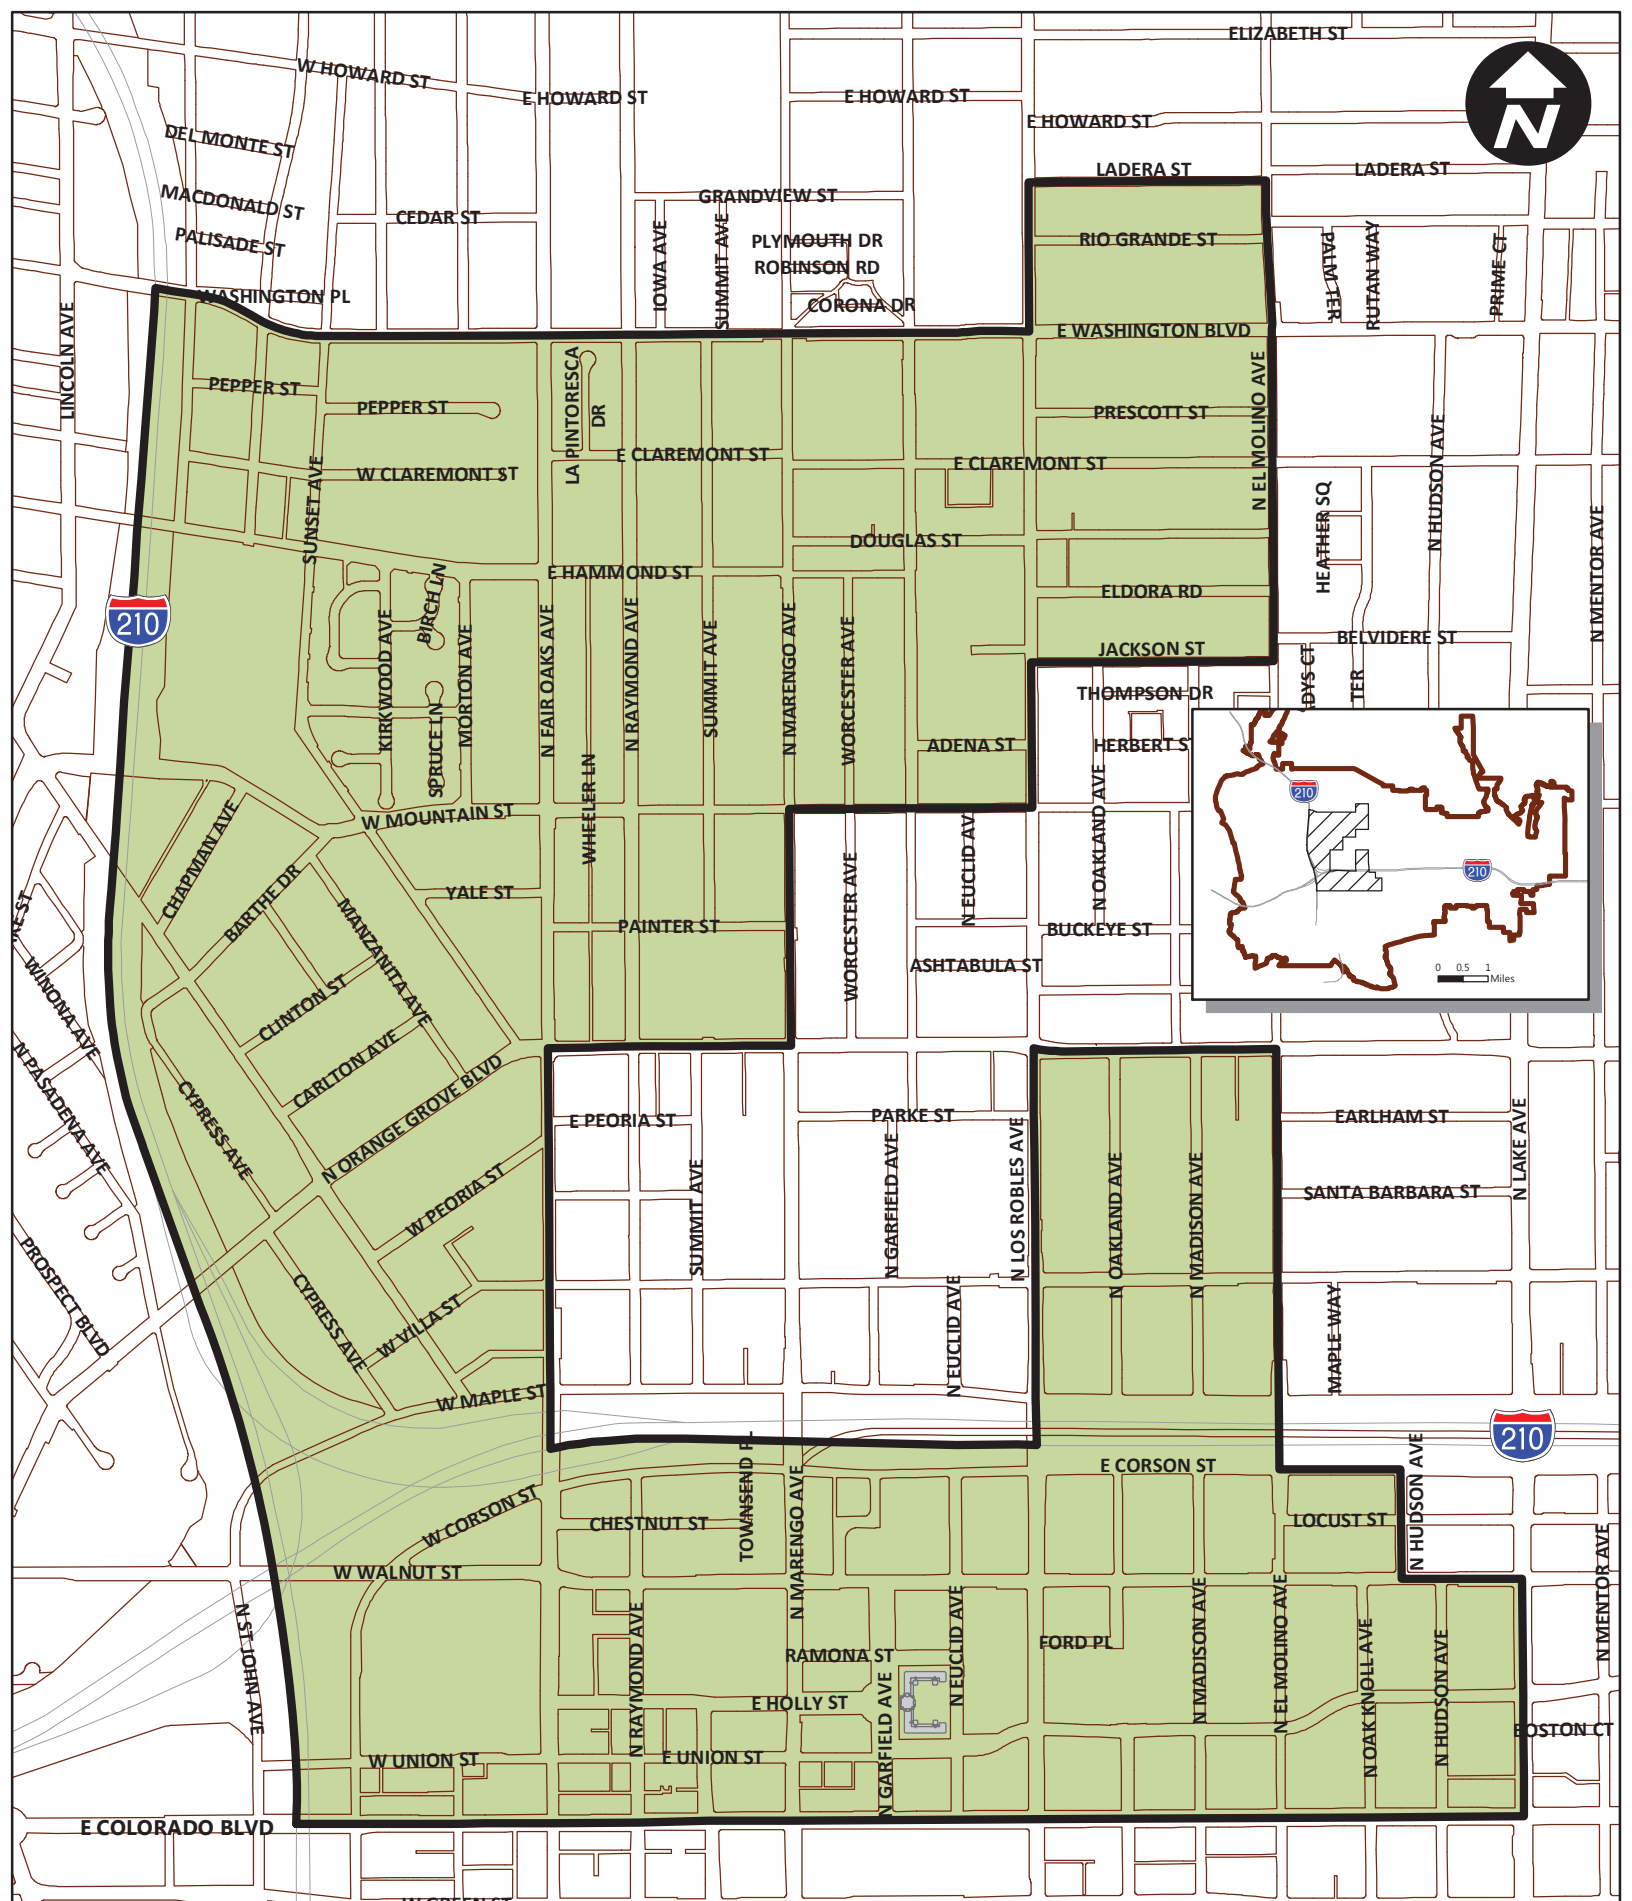 ELIZABETH ST
W HOWARD ST
E HOWARD ST
E HOWARD ST
E HOWARD ST
N
DEL MONTE ST
LADERA ST
LADERA ST
MACDONALD ST
CEDAR ST
GRANDVIEW ST
PALISADE ST
IOWA AVE
SUMMIT AVE
PLYMOUTH DR
ROBINSON RD
CORONA DR
RIO GRANDE ST
PALM TER
RUTAN WAY
PRIME CT
WASHINGTON PL
E WASHINGTON BLVD
LINCOLN AVE
PEPPER ST
PEPPER ST
LA PINTORESCA
DR
PRESCOTT ST
N EL MOLINO AVE
E CLAREMONT ST
E CLAREMONT ST
W CLAREMONT ST
SUNSET AVE
HEATHER SQ
N HUDSON AVE
N MENTOR AVE
DOUGLAS ST
E HAMMOND ST
ELDORA RD
210
BIRCH LN
KIRKWOOD AVE
MORTON AVE
SPRUCE LN
N FAIR OAKS AVE
N RAYMOND AVE
SUMMIT AVE
N MARENGO AVE
WORCESTER AVE
JACKSON ST
BELVIDERE ST
DYS CT
TER
THOMPSON DR
ADENA ST
HERBERT S
WHEELER LN
W MOUNTAIN ST
N OAKLAND AVE
N EUCLID AV
WORCESTER AVE
210
210
0 0.5 1
Miles
CHAPMAN AVE
BARTHE DR
YALE ST
MANZANITA AVE
PAINTER ST
BUCKEYE ST
ASHTABULA ST
KE ST
WINONA AVE
CLINTON ST
CARLTON AVE
N PASADENA AVE
CYPRESS AVE
N ORANGE GROVE BLVD
E PEORIA ST
PARKE ST
EARLHAM ST
N LAKE AVE
N GARFIELD AVE
N LOS ROBLES AVE
SUMMIT AVE
N OAKLAND AVE
N MADISON AVE
SANTA BARBARA ST
W PEORIA ST
PROSPECT BLVD
CYPRESS AVE
W VILLA ST
N EUCLID AVE
MAPLE WAY
W MAPLE ST
210
E CORSON ST
N HUDSON AVE
W CORSON ST
CHESTNUT ST
TOWNSEND PL
N MARENGO AVE
LOCUST ST
W WALNUT ST
N MENTOR AVE
N ST JOHN AVE
N RAYMOND AVE
RAMONA ST
N EUCLID AVE
FORD PL
N MADISON AVE
N EL MOLINO AVE
N OAK KNOLL AVE
N HUDSON AVE
E HOLLY ST
N GARFIELD AVE
BOSTON CT
W UNION ST
E UNION ST
E COLORADO BLVD
W GREEN ST